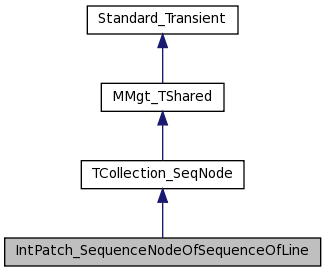 Standard_Transient
MMgt_TShared
TCollection_SeqNode
IntPatch_SequenceNodeOfSequenceOfLine